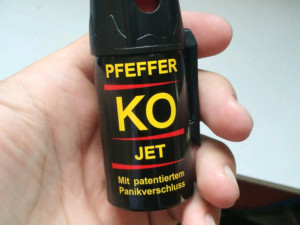 PFEFFER
KO
JET
Mit patentiertem
Panikverschluss